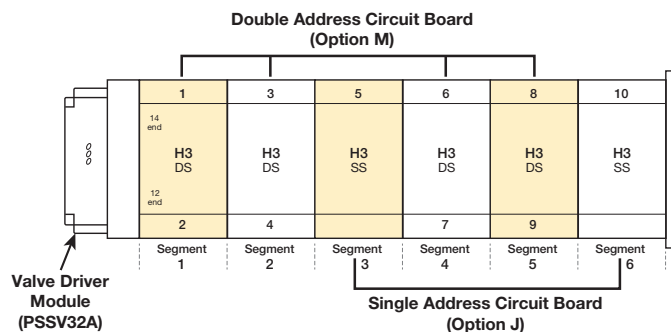 Double Address Circuit Board
(Option M)
1 3 5 6 8 10
14
end
H3 H3 H3 H3 H3 H3
DS DS SS DS DS SS
12
end
2 4 7 9
Segment Segment Segment Segment Segment Segment
1 2 3 4 5 6
Valve Driver
Module
(PSSV32A)
Single Address Circuit Board
(Option J)